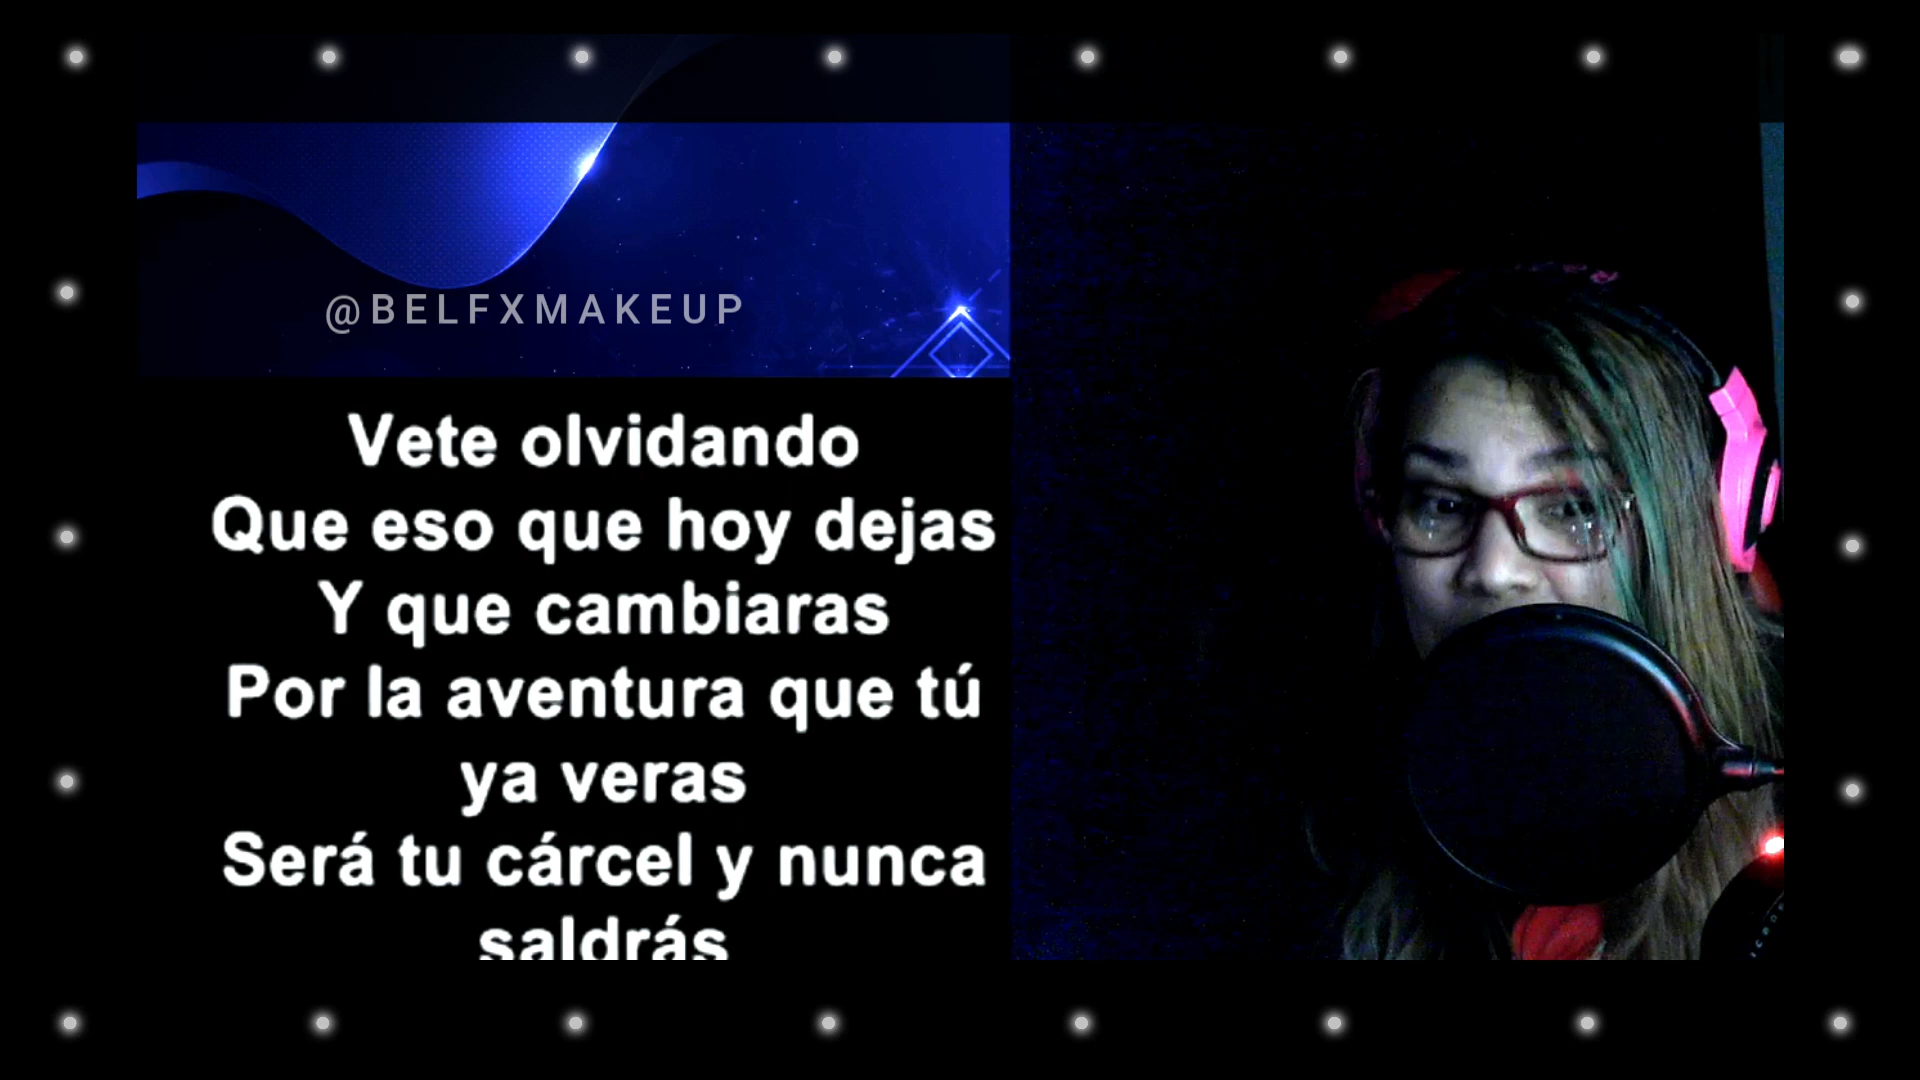 @BELFXMAKEUP
Vete olvidando
Que eso que hoy dejas
Y que cambiaras
Por la aventura que tú
ya veras
Será tu cárcel y nunca
saldrás